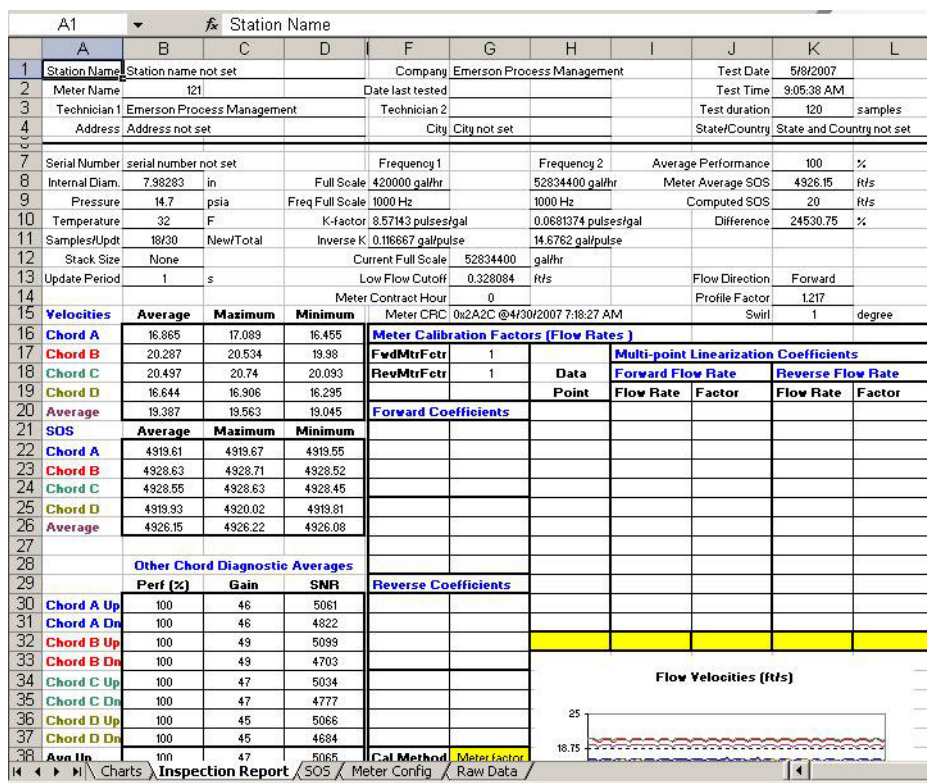 A1 fx Station Name
A B C D F G H I J K L
1 Station Name Station name not set Company Emerson Process Management Test Date 5/8/2007
2 Meter Name 121 Date last tested Test Time 9:05:38 AM
3 Technician 1 Emerson Process Management Technician 2 Test duration 120 samples
4 Address Address not set City City not set State/Country State and Country not set
7 Serial Number serial number not set Frequency 1 Frequency 2 Average Performance 100 %
8 Internal Diam. 7.98283 in Full Scale 420000 gal/hr 52834400 gal/hr Meter Average SOS 4926.15 ft/s
9 Pressure 14.7 psia Freq Full Scale 1000 Hz 1000 Hz Computed SOS 20 ft/s
10 Temperature 32 F K-factor 8.57143 pulses/gal 0.0681374 pulses/gal Difference 24530.75 %
11 Samples/Updt 18/30 New/Total Inverse K 0.116667 gal/pulse 14.6762 gal/pulse
12 Stack Size None Current Full Scale 52834400 gal/hr
13 Update Period 1 s Low Flow Cutoff 0.328084 ft/s Flow Direction Forward
14 Meter Contract Hour 0 Profile Factor 1.217
15 Velocities Average Maximum Minimum Meter CRC 0x2A2C @4/30/2007 7:18:27 AM Swirl 1 degree
16 Chord A 16.865 17.089 16.455 Meter Calibration Factors (Flow Rates )
17 Chord B 20.287 20.534 19.98 FwdMtrFctr 1 Multi-point Linearization Coefficients
18 Chord C 20.497 20.74 20.093 RevMtrFctr 1 Data Forward Flow Rate Reverse Flow Rate
19 Chord D 16.644 16.906 16.295 Point Flow Rate Factor Flow Rate Factor
20 Average 19.387 19.563 19.045 Forward Coefficients
21 SOS Average Maximum Minimum
22 Chord A 4919.61 4919.67 4919.55
23 Chord B 4928.63 4928.71 4928.52
24 Chord C 4928.55 4928.63 4928.45
25 Chord D 4919.93 4920.02 4919.81
26 Average 4926.15 4926.22 4926.08
27
28 Other Chord Diagnostic Averages
29 Perf (%) Gain SNR Reverse Coefficients
30 Chord A Up 100 46 5061
31 Chord A Dn 100 46 4822
32 Chord B Up 100 49 5099
33 Chord B Dn 100 49 4703
34 Chord C Up 100 47 5034 Flow Velocities (ft/s)
35 Chord C Dn 100 47 4777
36 Chord D Up 100 45 5066 25
37 Chord D Dn 100 45 4684
38 Avg Up 100 47 5065 Cal Method Meter factor 18.75
Charts Inspection Report SOS Meter Config Raw Data